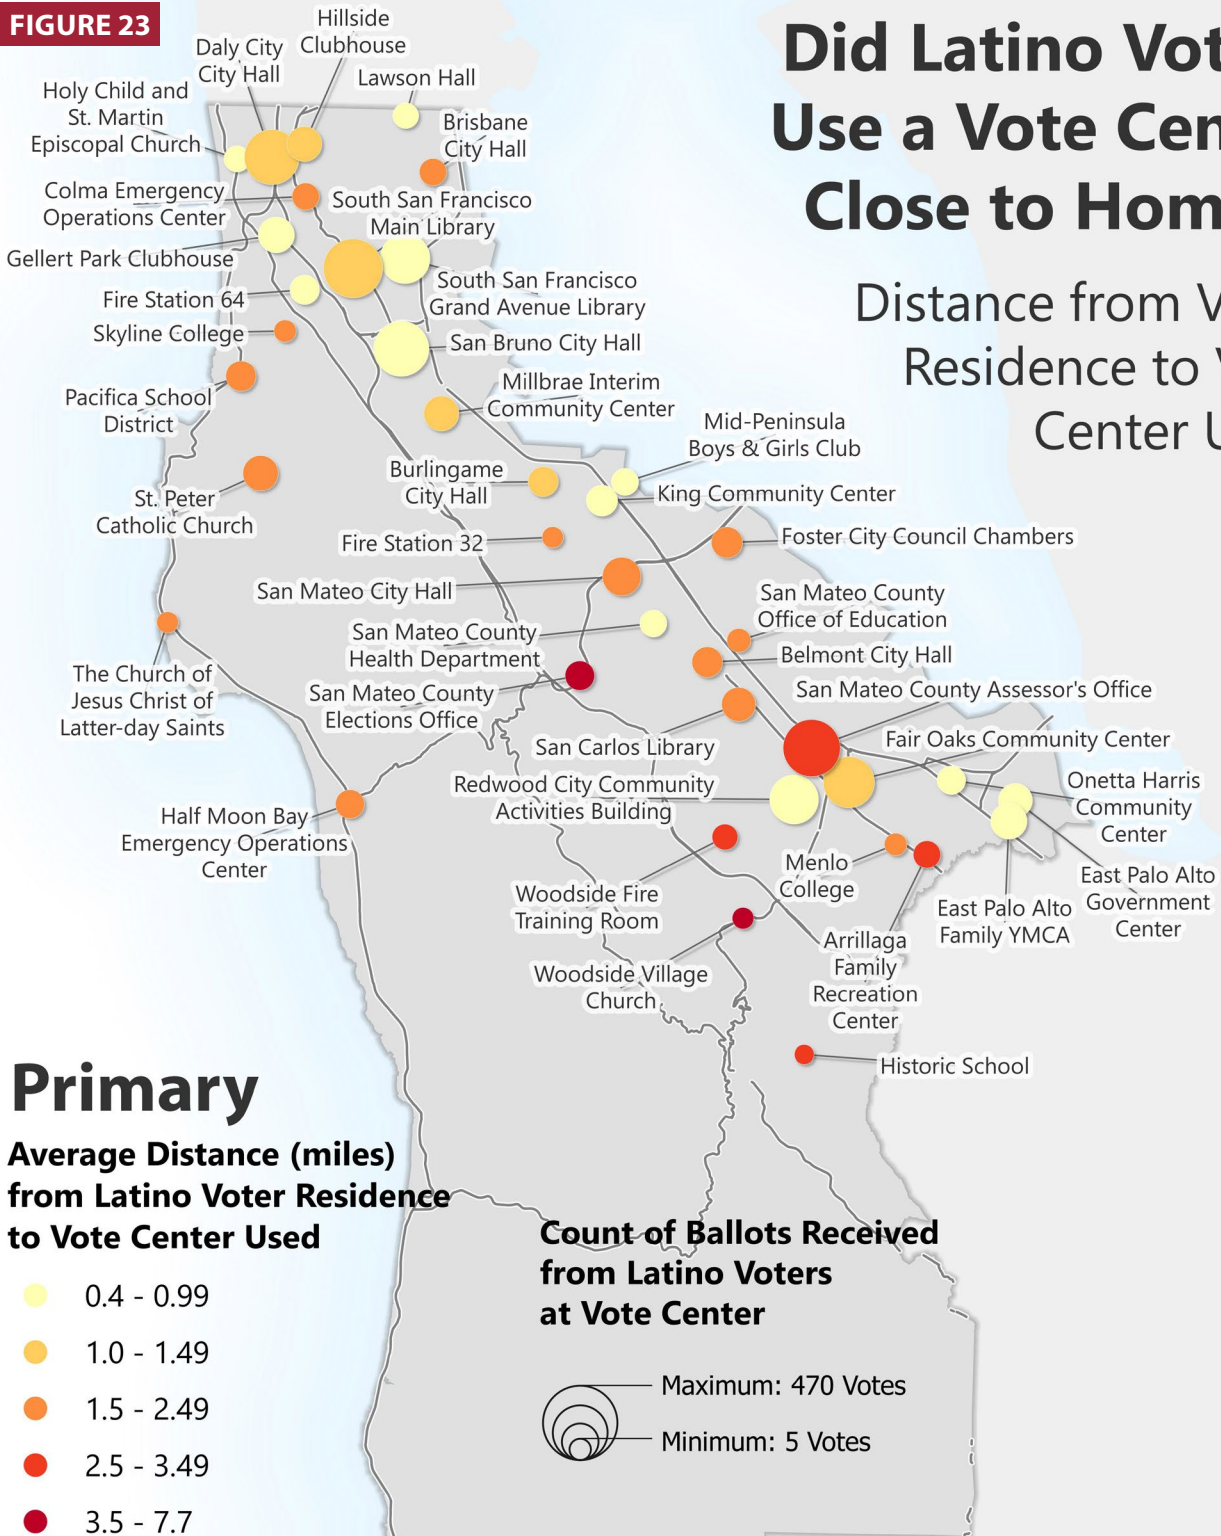 FIGURE 23
Did Latino Vot
Use a Vote Cen
Close to Hom
Distance from V
Residence to V
Center U
Hillside
Clubhouse
Daly City
City Hall
Lawson Hall
Holy Child and
St. Martin
Episcopal Church
Brisbane
City Hall
Colma Emergency
Operations Center
South San Francisco
Main Library
Gellert Park Clubhouse
South San Francisco
Grand Avenue Library
Fire Station 64
Skyline College
San Bruno City Hall
Pacifica School
District
Millbrae Interim
Community Center
Mid-Peninsula
Boys & Girls Club
Burlingame
City Hall
King Community Center
St. Peter
Catholic Church
Fire Station 32
Foster City Council Chambers
San Mateo City Hall
San Mateo County
Office of Education
San Mateo County
Health Department
Belmont City Hall
The Church of
Jesus Christ of
Latter-day Saints
San Mateo County
Elections Office
San Mateo County Assessor's Office
San Carlos Library
Fair Oaks Community Center
Redwood City Community
Activities Building
Onetta Harris
Community
Center
Half Moon Bay
Emergency Operations
Center
Menlo
College
Woodside Fire
Training Room
East Palo Alto
Government
Center
East Palo Alto
Family YMCA
Arrillaga
Family
Recreation
Center
Woodside Village
Church
Historic School
Primary
Average Distance (miles)
from Latino Voter Residence
to Vote Center Used
0.4 - 0.99
1.0 - 1.49
1.5 - 2.49
2.5 - 3.49
3.5 - 7.7
Count of Ballots Received
from Latino Voters
at Vote Center
Maximum: 470 Votes
Minimum: 5 Votes